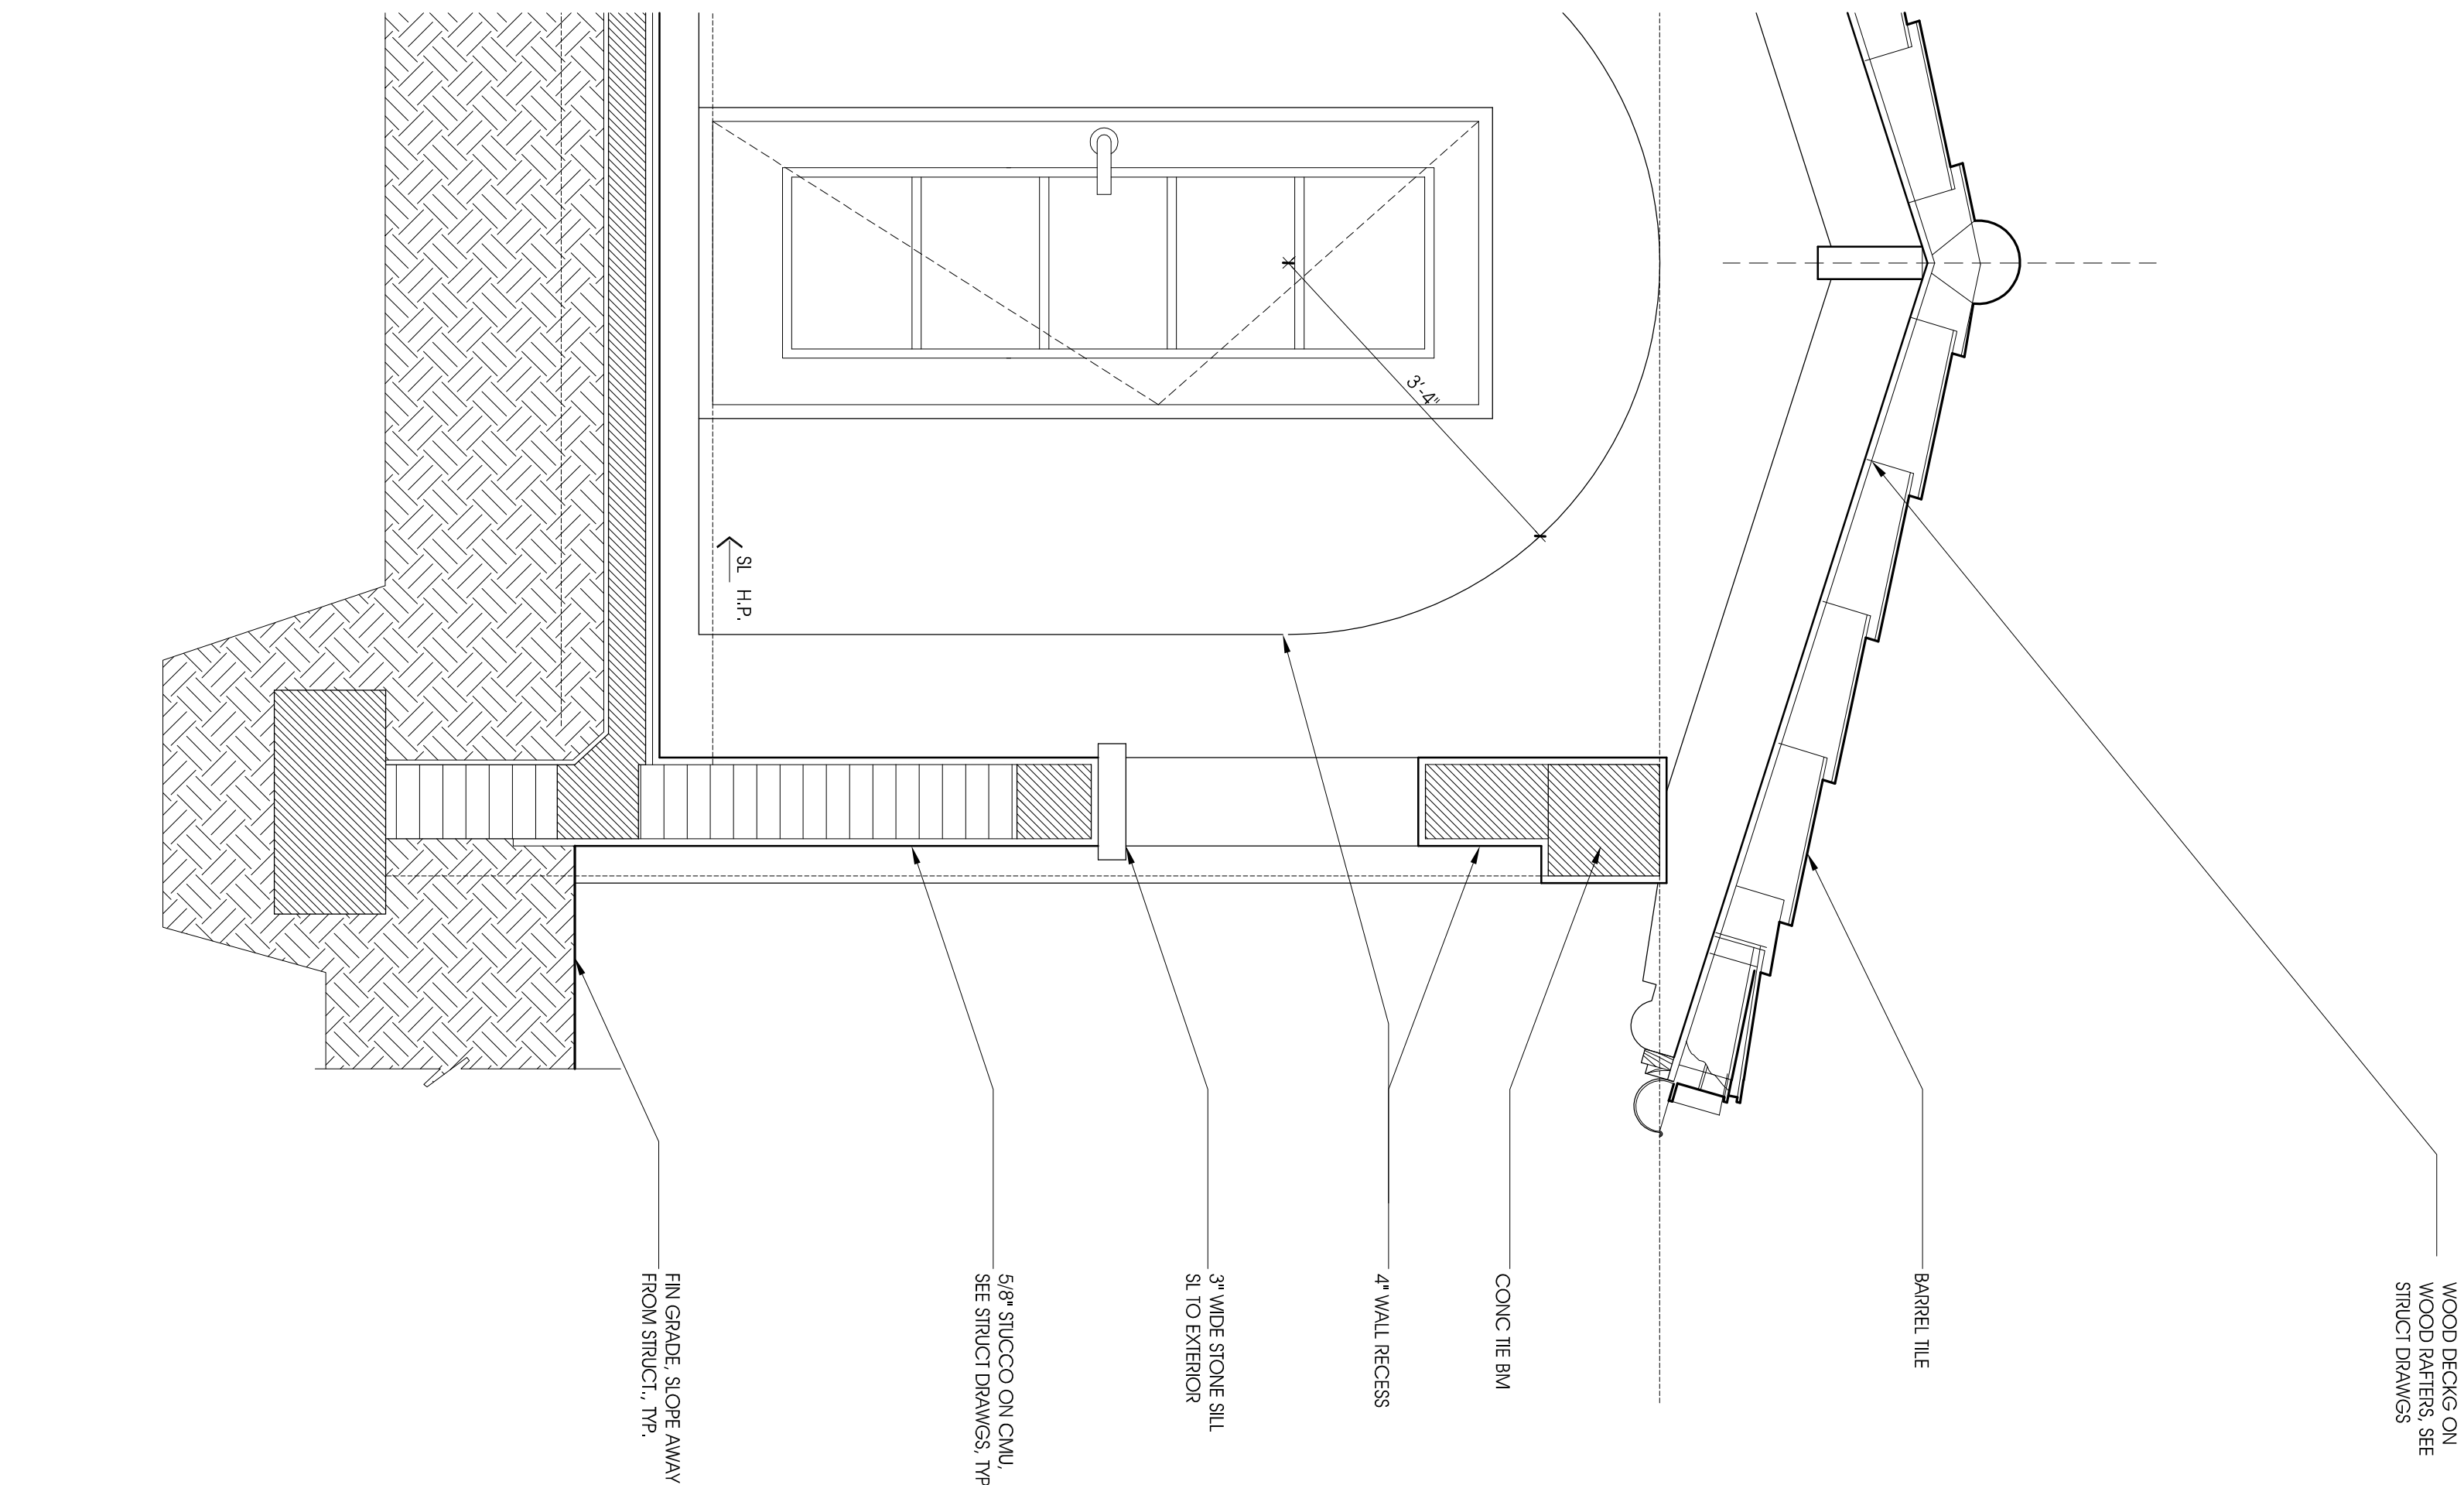 WOOD DECKG ON
WOOD RAFTERS, SEE
STRUCT DRAWGS
BARREL TILE
CONC TIE BM
4" WALL RECESS
3" WIDE STONE SILL
SL TO EXTERIOR
5/8" STUCCO ON CMU,
SEE STRUCT DRAWGS, TYP
FIN GRADE, SLOPE AWAY
FROM STRUCT., TYP.
3'-4"
SL H.P.